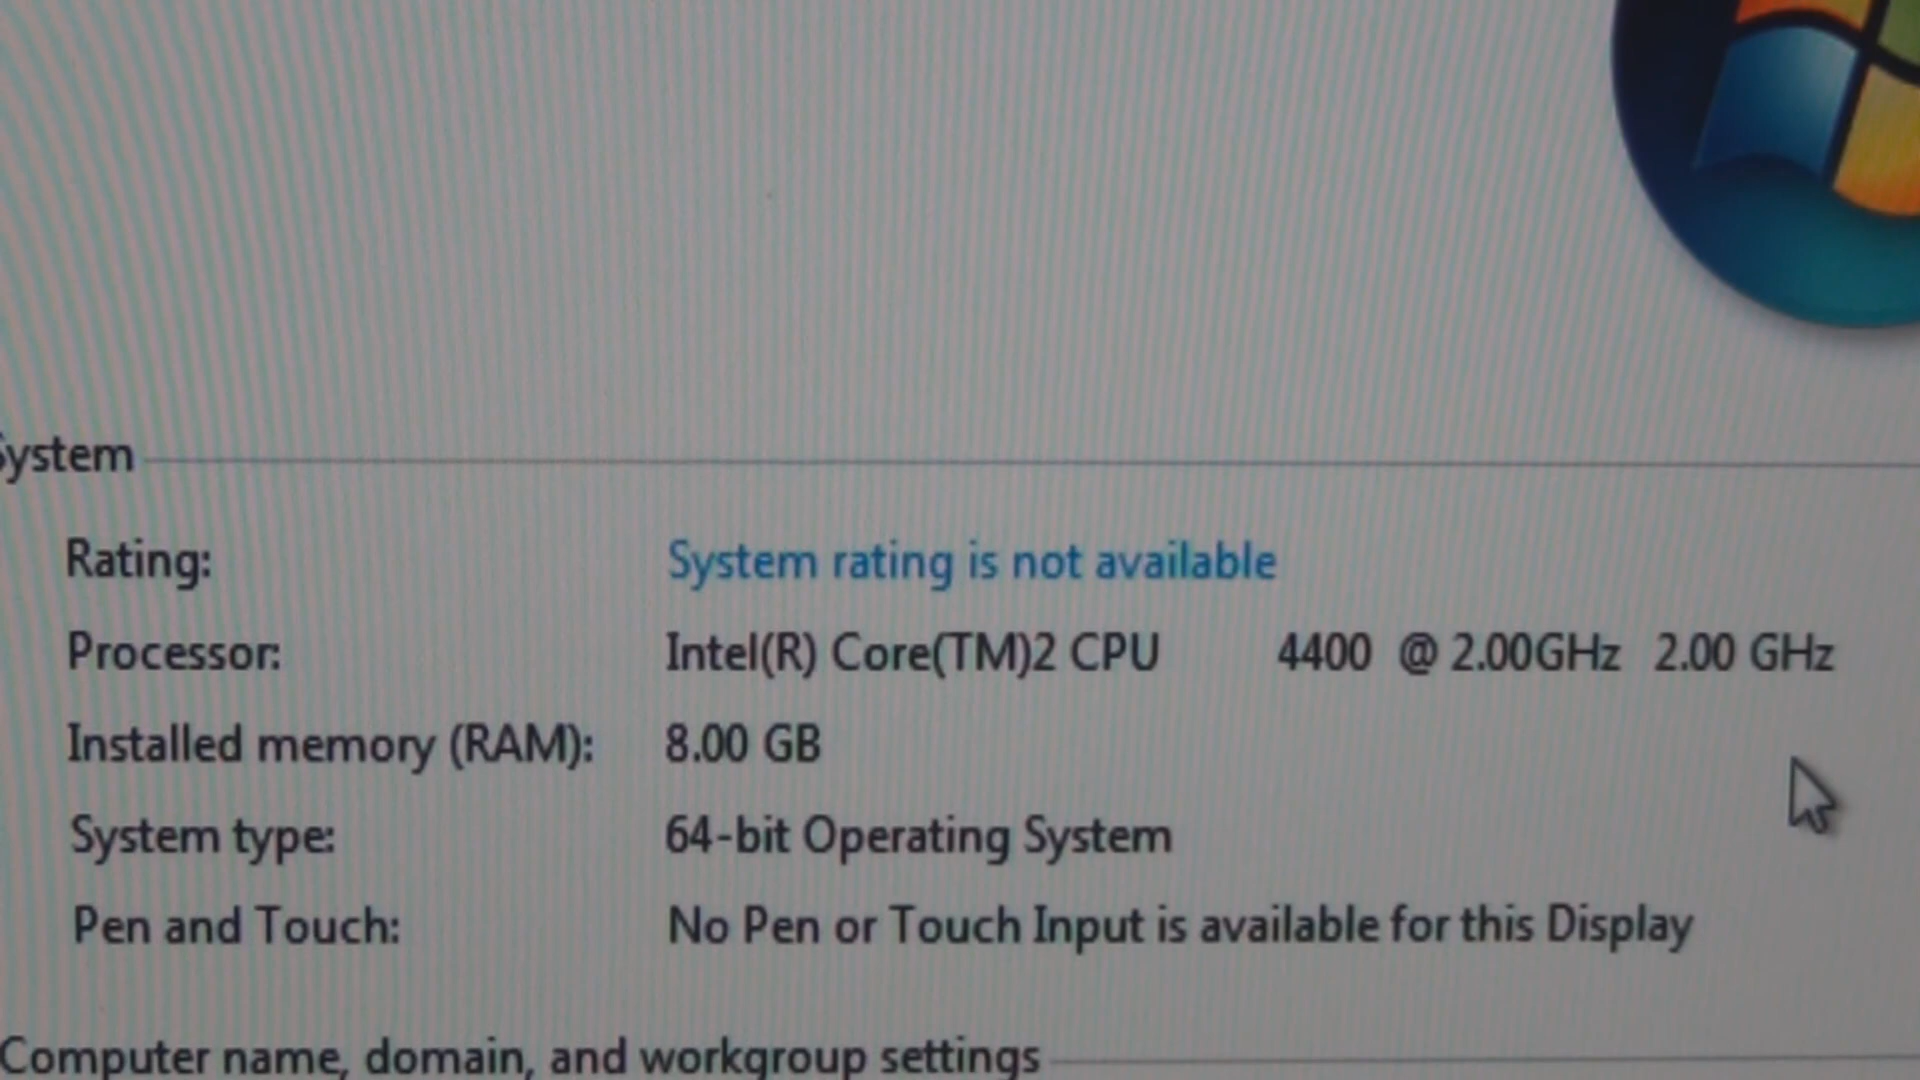 System
Rating: System rating is not available
Processor: Intel(R) Core(TM)2 CPU 4400 @ 2.00GHz 2.00 GHz
Installed memory (RAM): 8.00 GB
System type: 64-bit Operating System
Pen and Touch: No Pen or Touch Input is available for this Display
Computer name, domain, and workgroup settings